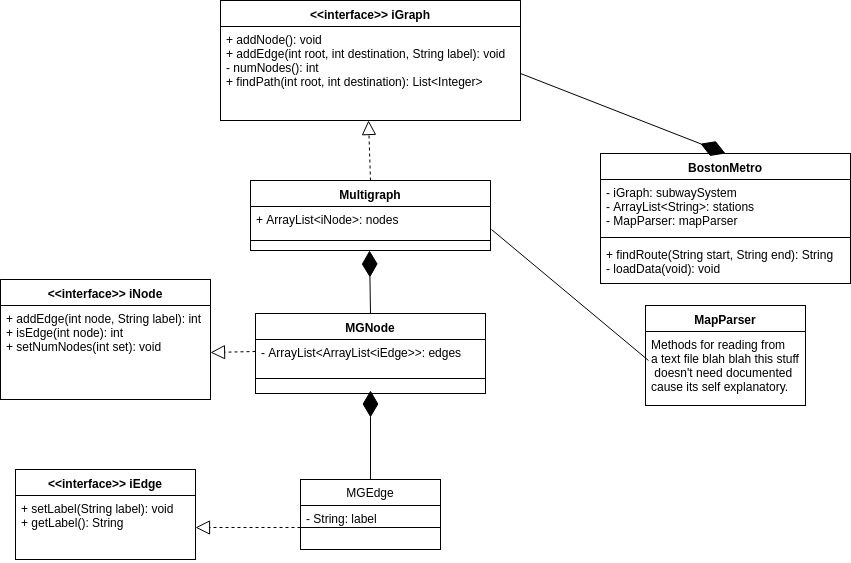 <<interface>> iGraph
+ addNode(): void
+ addEdge(int root, int destination, String label): void
- numNodes(): int
+ findPath(int root, int destination): List<Integer>
BostonMetro
- iGraph: subwaySystem
- ArrayList<String>: stations
- MapParser: mapParser
+ findRoute(String start, String end): String
- loadData(void): void
Multigraph
+ ArrayList<iNode>: nodes
<<interface>> iNode
+ addEdge(int node, String label): int
+ isEdge(int node): int
+ setNumNodes(int set): void
MGNode
- ArrayList<ArrayList<iEdge>>: edges
MapParser
Methods for reading from
a text file blah blah this stuff
doesn't need documented
cause its self explanatory.
<<interface>> iEdge
+ setLabel(String label): void
+ getLabel(): String
MGEdge
- String: label